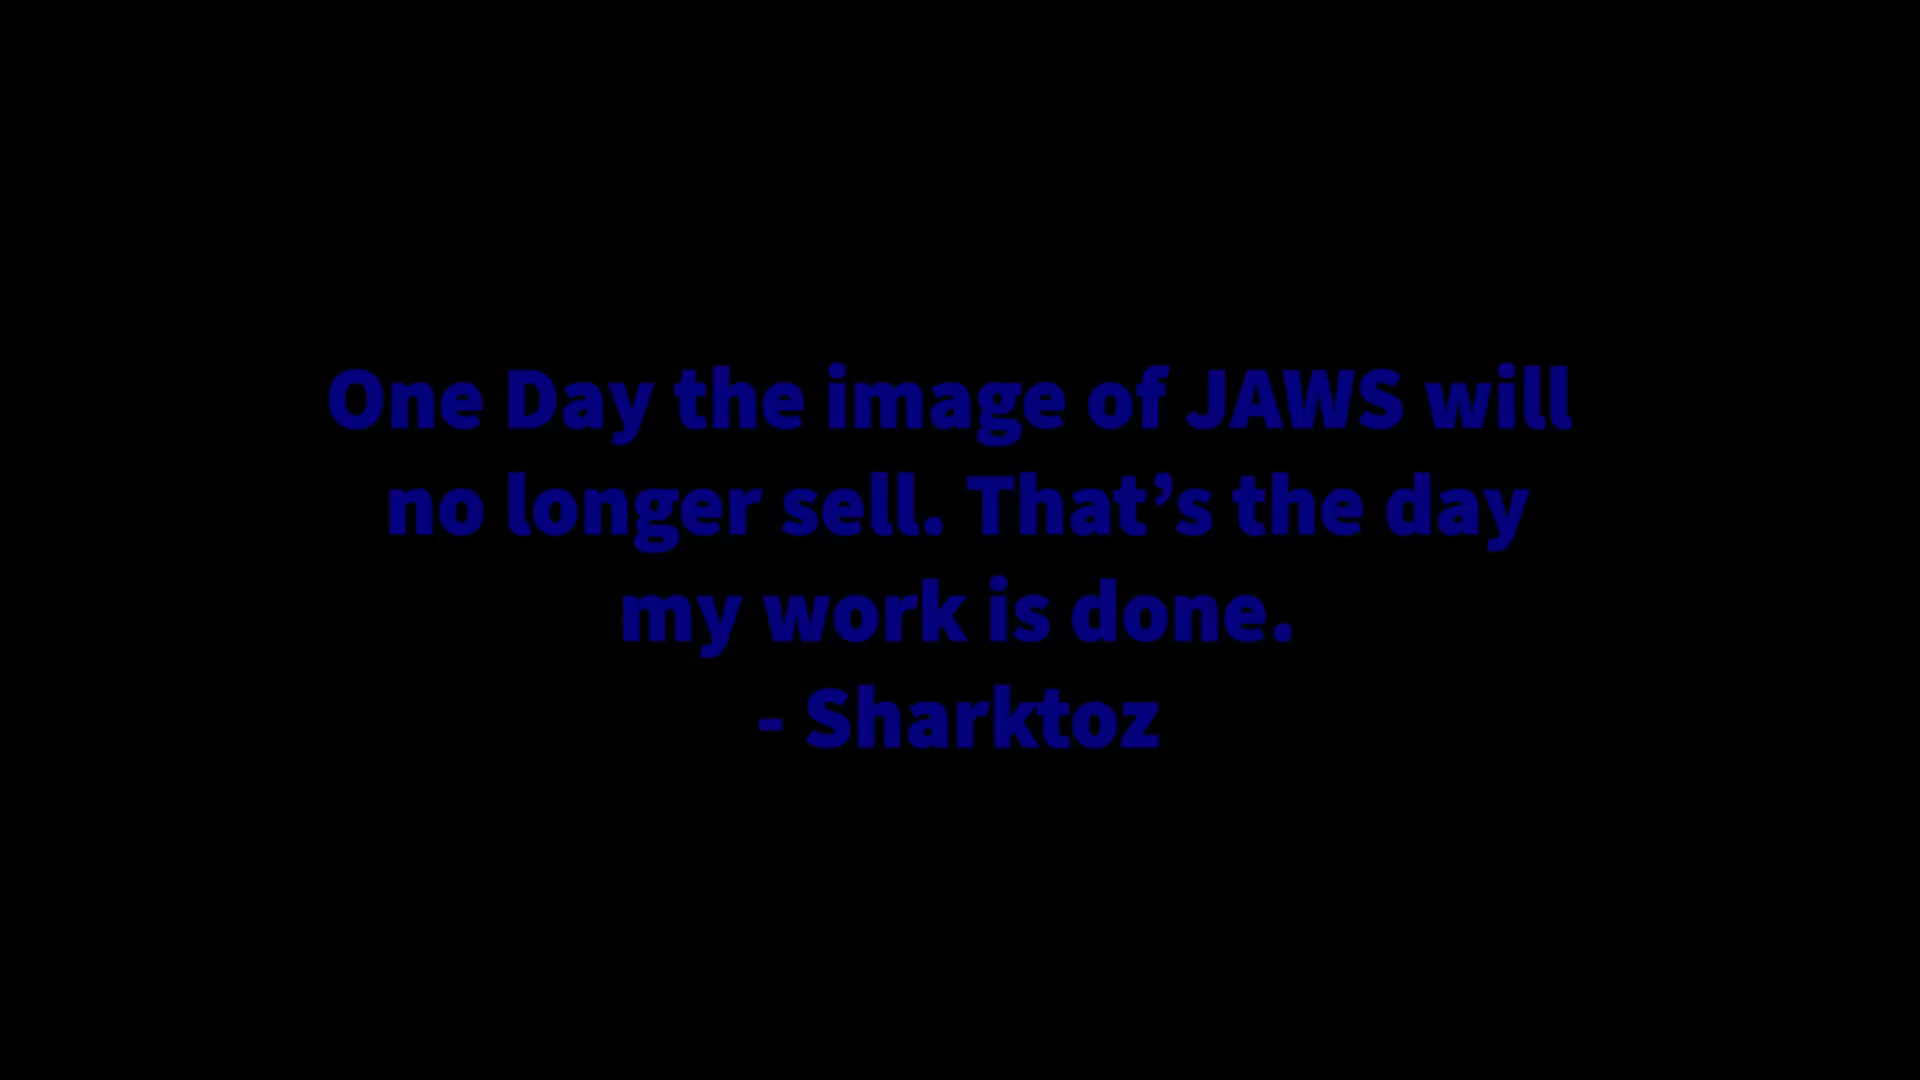 One Day the image of JAWS will
no longer sell. That’s the day
my work is done.
- Sharktoz